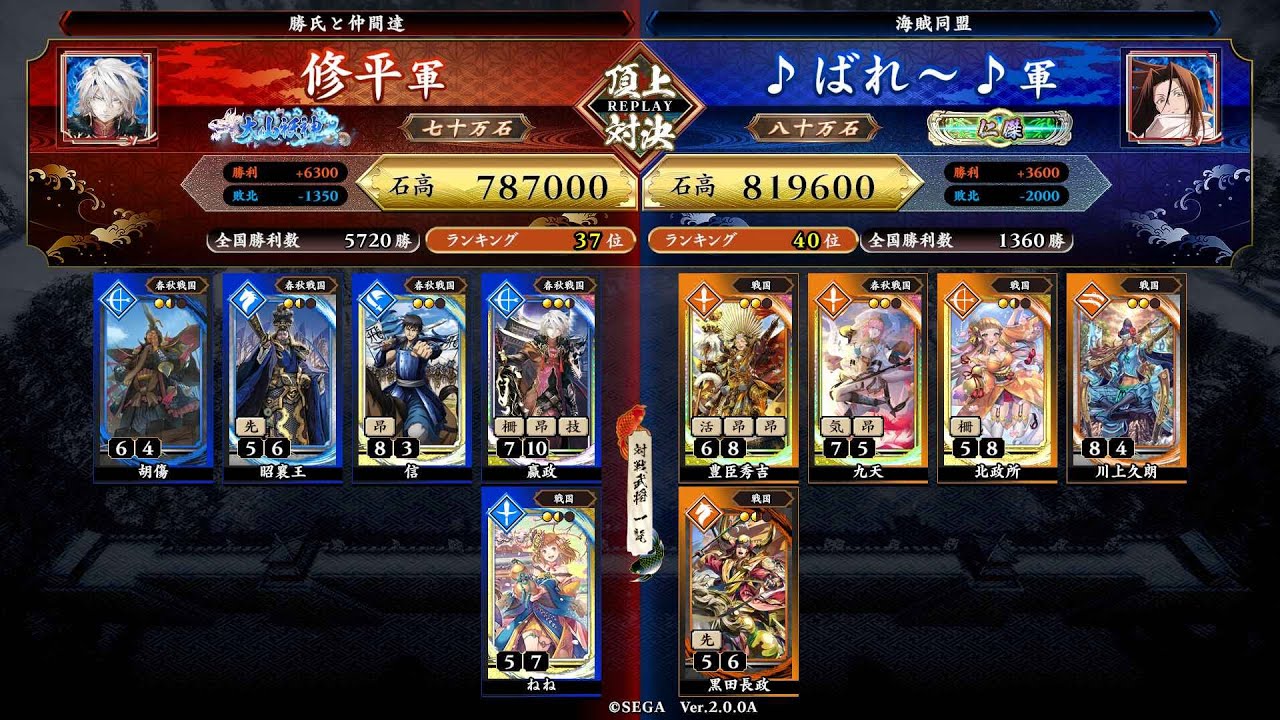 勝氏と仲間達
海賊同盟
修平軍
頂上
REPLAY
対決
♪ばれ～♪軍
七十万石
八十万石
仁傑
勝利 +6300
敗北 -1350
石高 787000
石高 819600
勝利 +3600
敗北 -2000
全国勝利数 5720勝
ランキング 37位
ランキング 40位
全国勝利数 1360勝
春秋戦国
6 4
胡傷
春秋戦国
先
5 6
昭襄王
春秋戦国
飛
昂
8 3
信
春秋戦国
柵 昂 技
7 10
嬴政
戦国
活 昂 昂
6 8
豊臣秀吉
春秋戦国
気 昂
7 5
九天
戦国
柵
5 8
北政所
戦国
8 4
川上久朗
対戦武将一覧
戦国
5 7
ねね
戦国
先
5 6
黒田長政
©SEGA Ver.2.0.0A